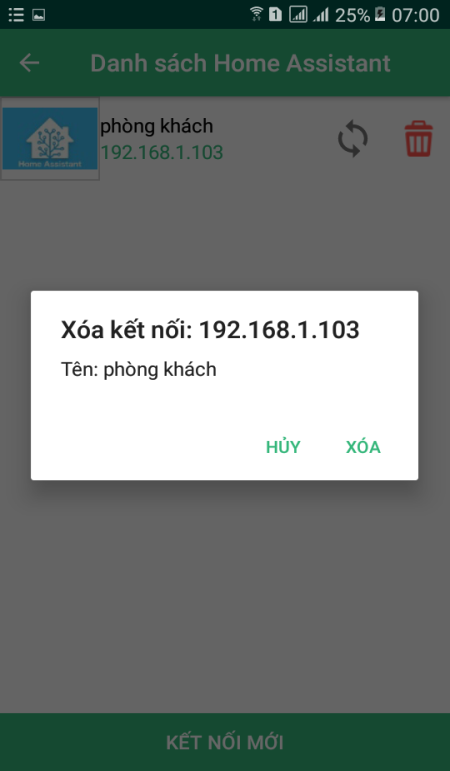 25% 07:00
Danh sách Home Assistant
phòng khách
192.168.1.103
Home Assistant
Xóa kết nối: 192.168.1.103
Tên: phòng khách
HỦY XÓA
KẾT NỐI MỚI